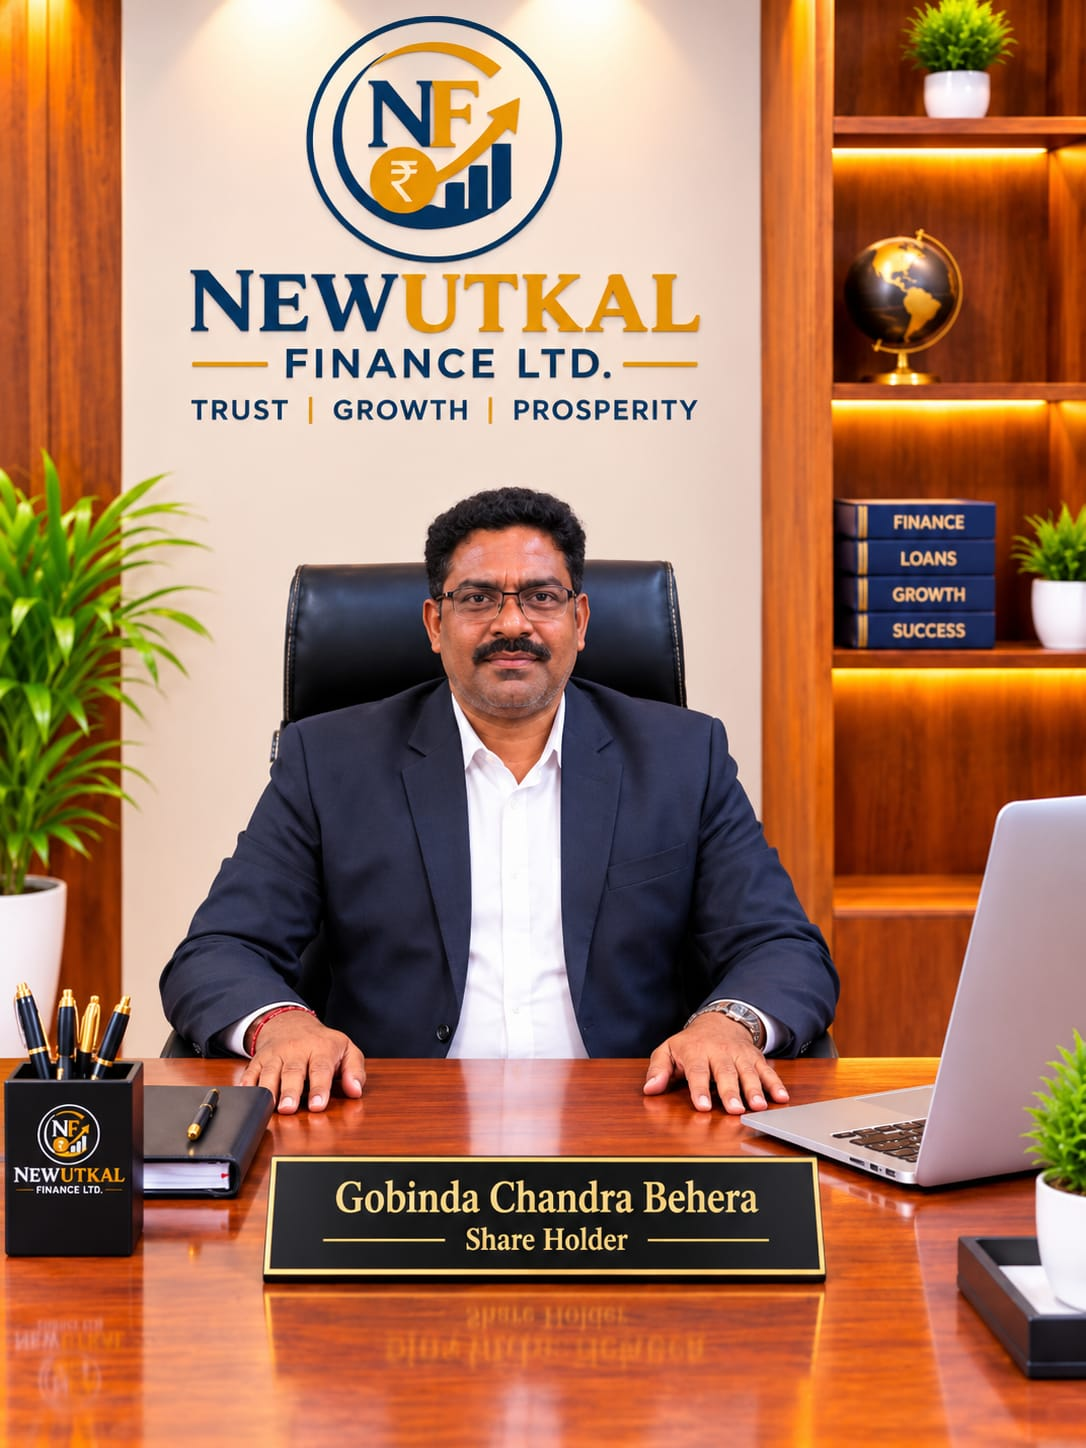 NF
₹
NEWUTKAL
FINANCE LTD.
TRUST | GROWTH | PROSPERITY
FINANCE
LOANS
GROWTH
SUCCESS
NF
₹
NEWUTKAL
FINANCE LTD.
Gobinda Chandra Behera
Share Holder